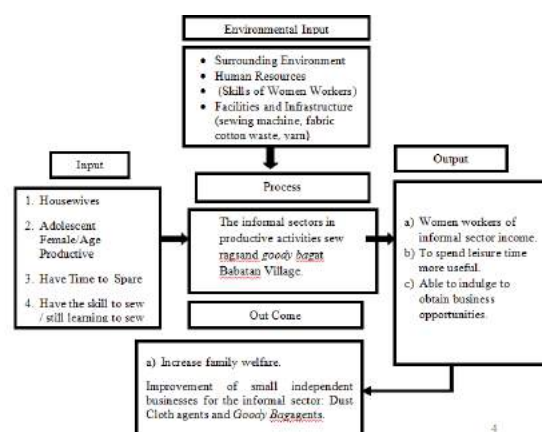 Environmental Input
• Surrounding Environment
• Human Resources
• (Skills of Women Workers)
• Facilities and Infrastructure
(sewing machine, fabric
cotton waste, yarn)
Input
Output
Process
1. Housewives
2. Adolescent
Female/Age
Productive
3. Have Time to Spare
4. Have the skill to sew
/ still learning to sew
The informal sectors in
productive activities sew
ragsand goody bagat
Babatan Village.
a) Women workers of
informal sector income.
b) To spend leisure time
more useful.
c) Able to indulge to
obtain business
opportunities.
Out Come
a) Increase family welfare.
Improvement of small independent
businesses for the informal sector: Dust
Cloth agents and Goody Bagagents.
4